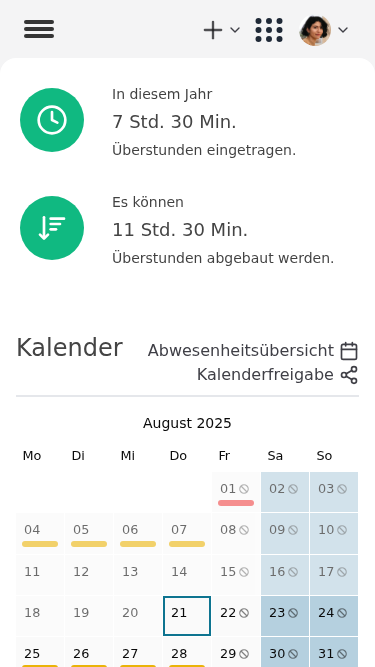 In diesem Jahr
7 Std. 30 Min.
Überstunden eingetragen.
Es können
11 Std. 30 Min.
Überstunden abgebaut werden.
Kalender
Abwesenheitsübersicht
Kalenderfreigabe
August 2025
Mo Di Mi Do Fr Sa So
01 02 03
04 05 06 07 08 09 10
11 12 13 14 15 16 17
18 19 20 21 22 23 24
25 26 27 28 29 30 31